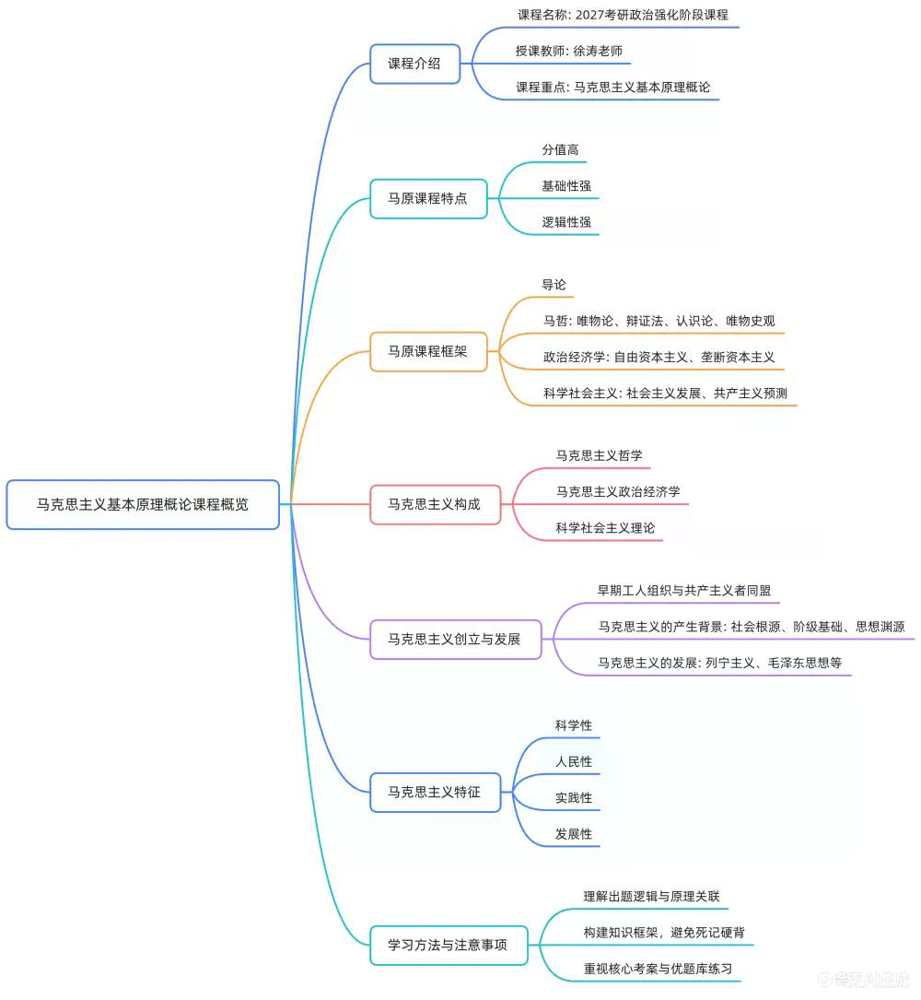 课程名称: 2027考研政治强化阶段课程
课程介绍
授课教师: 徐涛老师
课程重点: 马克思主义基本原理概论
分值高
马原课程特点
基础性强
逻辑性强
导论
马哲: 唯物论、辩证法、认识论、唯物史观
马原课程框架
政治经济学: 自由资本主义、垄断资本主义
科学社会主义: 社会主义发展、共产主义预测
马克思主义基本原理概论课程概览
马克思主义哲学
马克思主义构成
马克思主义政治经济学
科学社会主义理论
早期工人组织与共产主义者同盟
马克思主义创立与发展
马克思主义的产生背景: 社会根源、阶级基础、思想渊源
马克思主义的发展: 列宁主义、毛泽东思想等
科学性
人民性
马克思主义特征
实践性
发展性
理解出题逻辑与原理关联
学习方法与注意事项
构建知识框架，避免死记硬背
重视核心考案与优题库练习
夸克AI生成